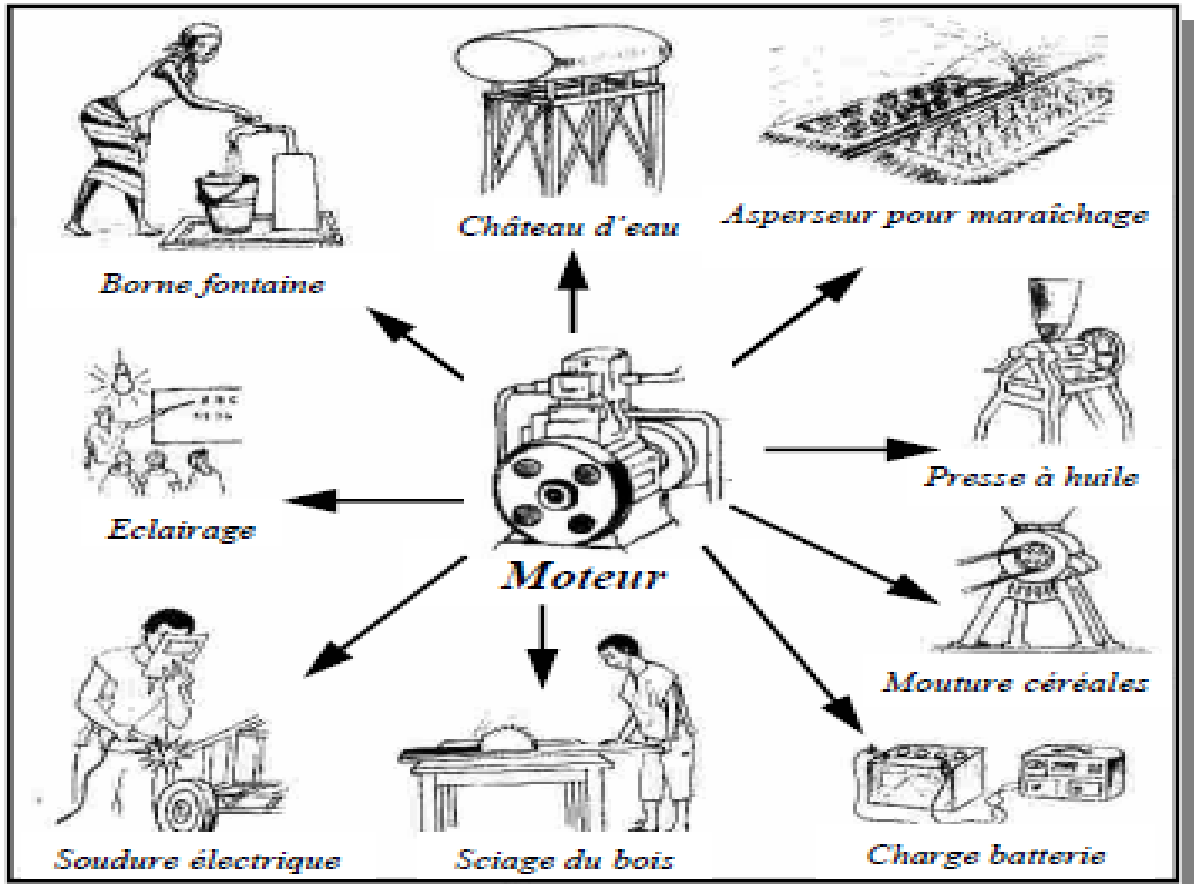 Château d'eau
Asperseur pour maraîchage
Borne fontaine
Presse à huile
Eclairage
Moteur
Mouture céréales
Soudure électrique
Sciage du bois
Charge batterie